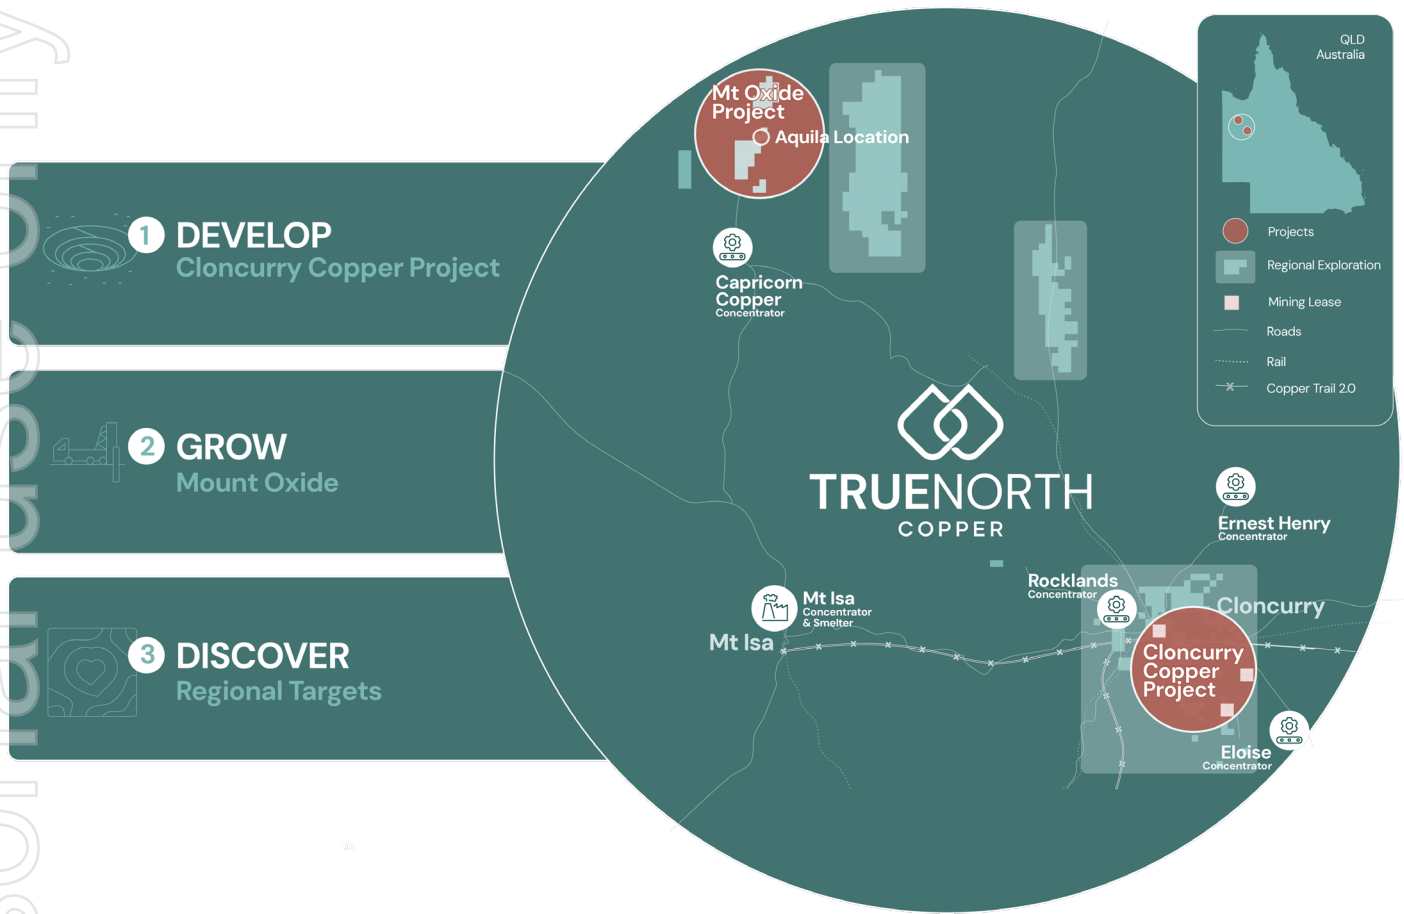 1
DEVELOP
Cloncurry Copper Project
2
GROW
Mount Oxide
3
DISCOVER
Regional Targets
Mt Oxide
Project
Aquila Location
Capricorn
Copper
Concentrator
TRUENORTH
COPPER
Ernest Henry
Concentrator
Rocklands
Concentrator
Cloncurry
Mt Isa
Concentrator
& Smelter
Mt Isa
Cloncurry
Copper
Project
Eloise
Concentrator
QLD
Australia
Projects
Regional Exploration
Mining Lease
Roads
Rail
Copper Trail 2.0